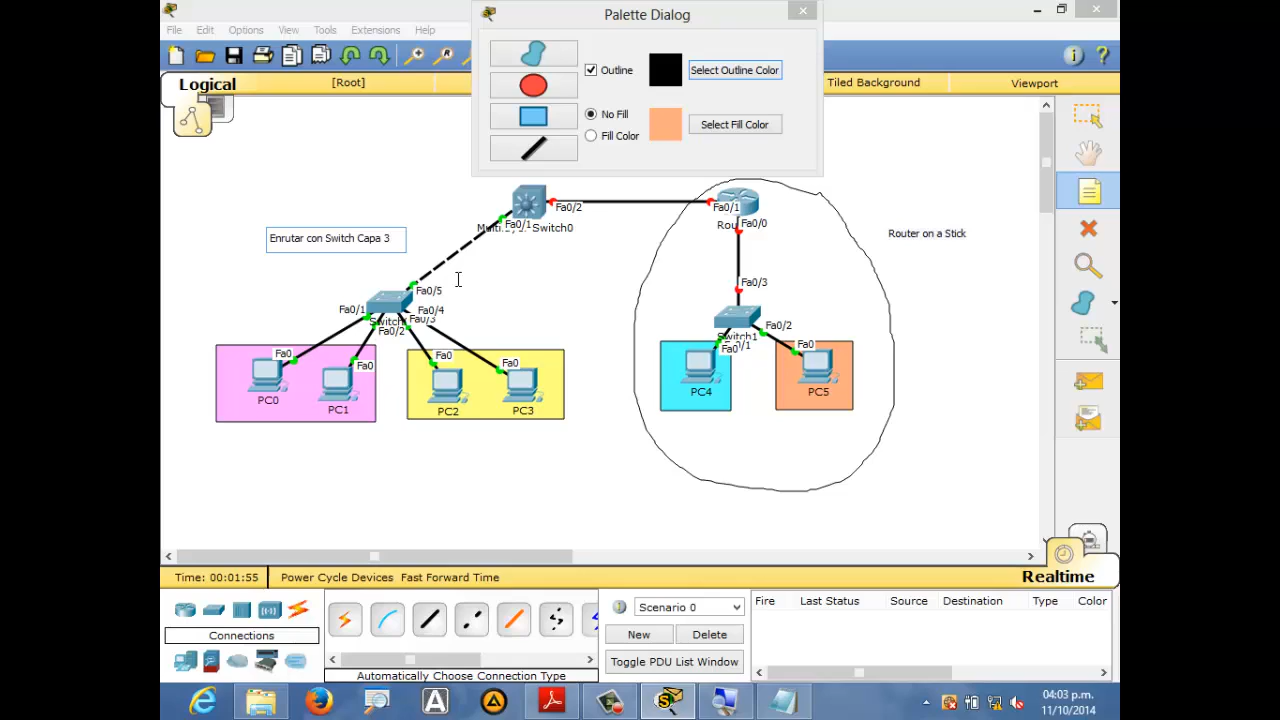 Palette Dialog
File Edit Options View Tools Extensions Help
Outline
Select Outline Color
No Fill
Fill Color
Select Fill Color
Logical
[Root]
Tiled Background
Viewport
Fa0/2
Fa0/1
Fa0/1
Switch0
Fa0/0
Enrutar con Switch Capa 3
Router on a Stick
Fa0/5
Fa0/3
Fa0/1
Fa0/4
Fa0/3
Fa0/2
Fa0/2
Switch1
Fa0
Fa0
Fa0
Fa0
Fa0
Fa0
PC0
PC1
PC2
PC3
PC4
PC5
Time: 00:01:55
Power Cycle Devices Fast Forward Time
Realtime
Connections
Automatically Choose Connection Type
Scenario 0
New
Delete
Toggle PDU List Window
Fire Last Status Source Destination Type Color
04:03 p.m.
11/10/2014